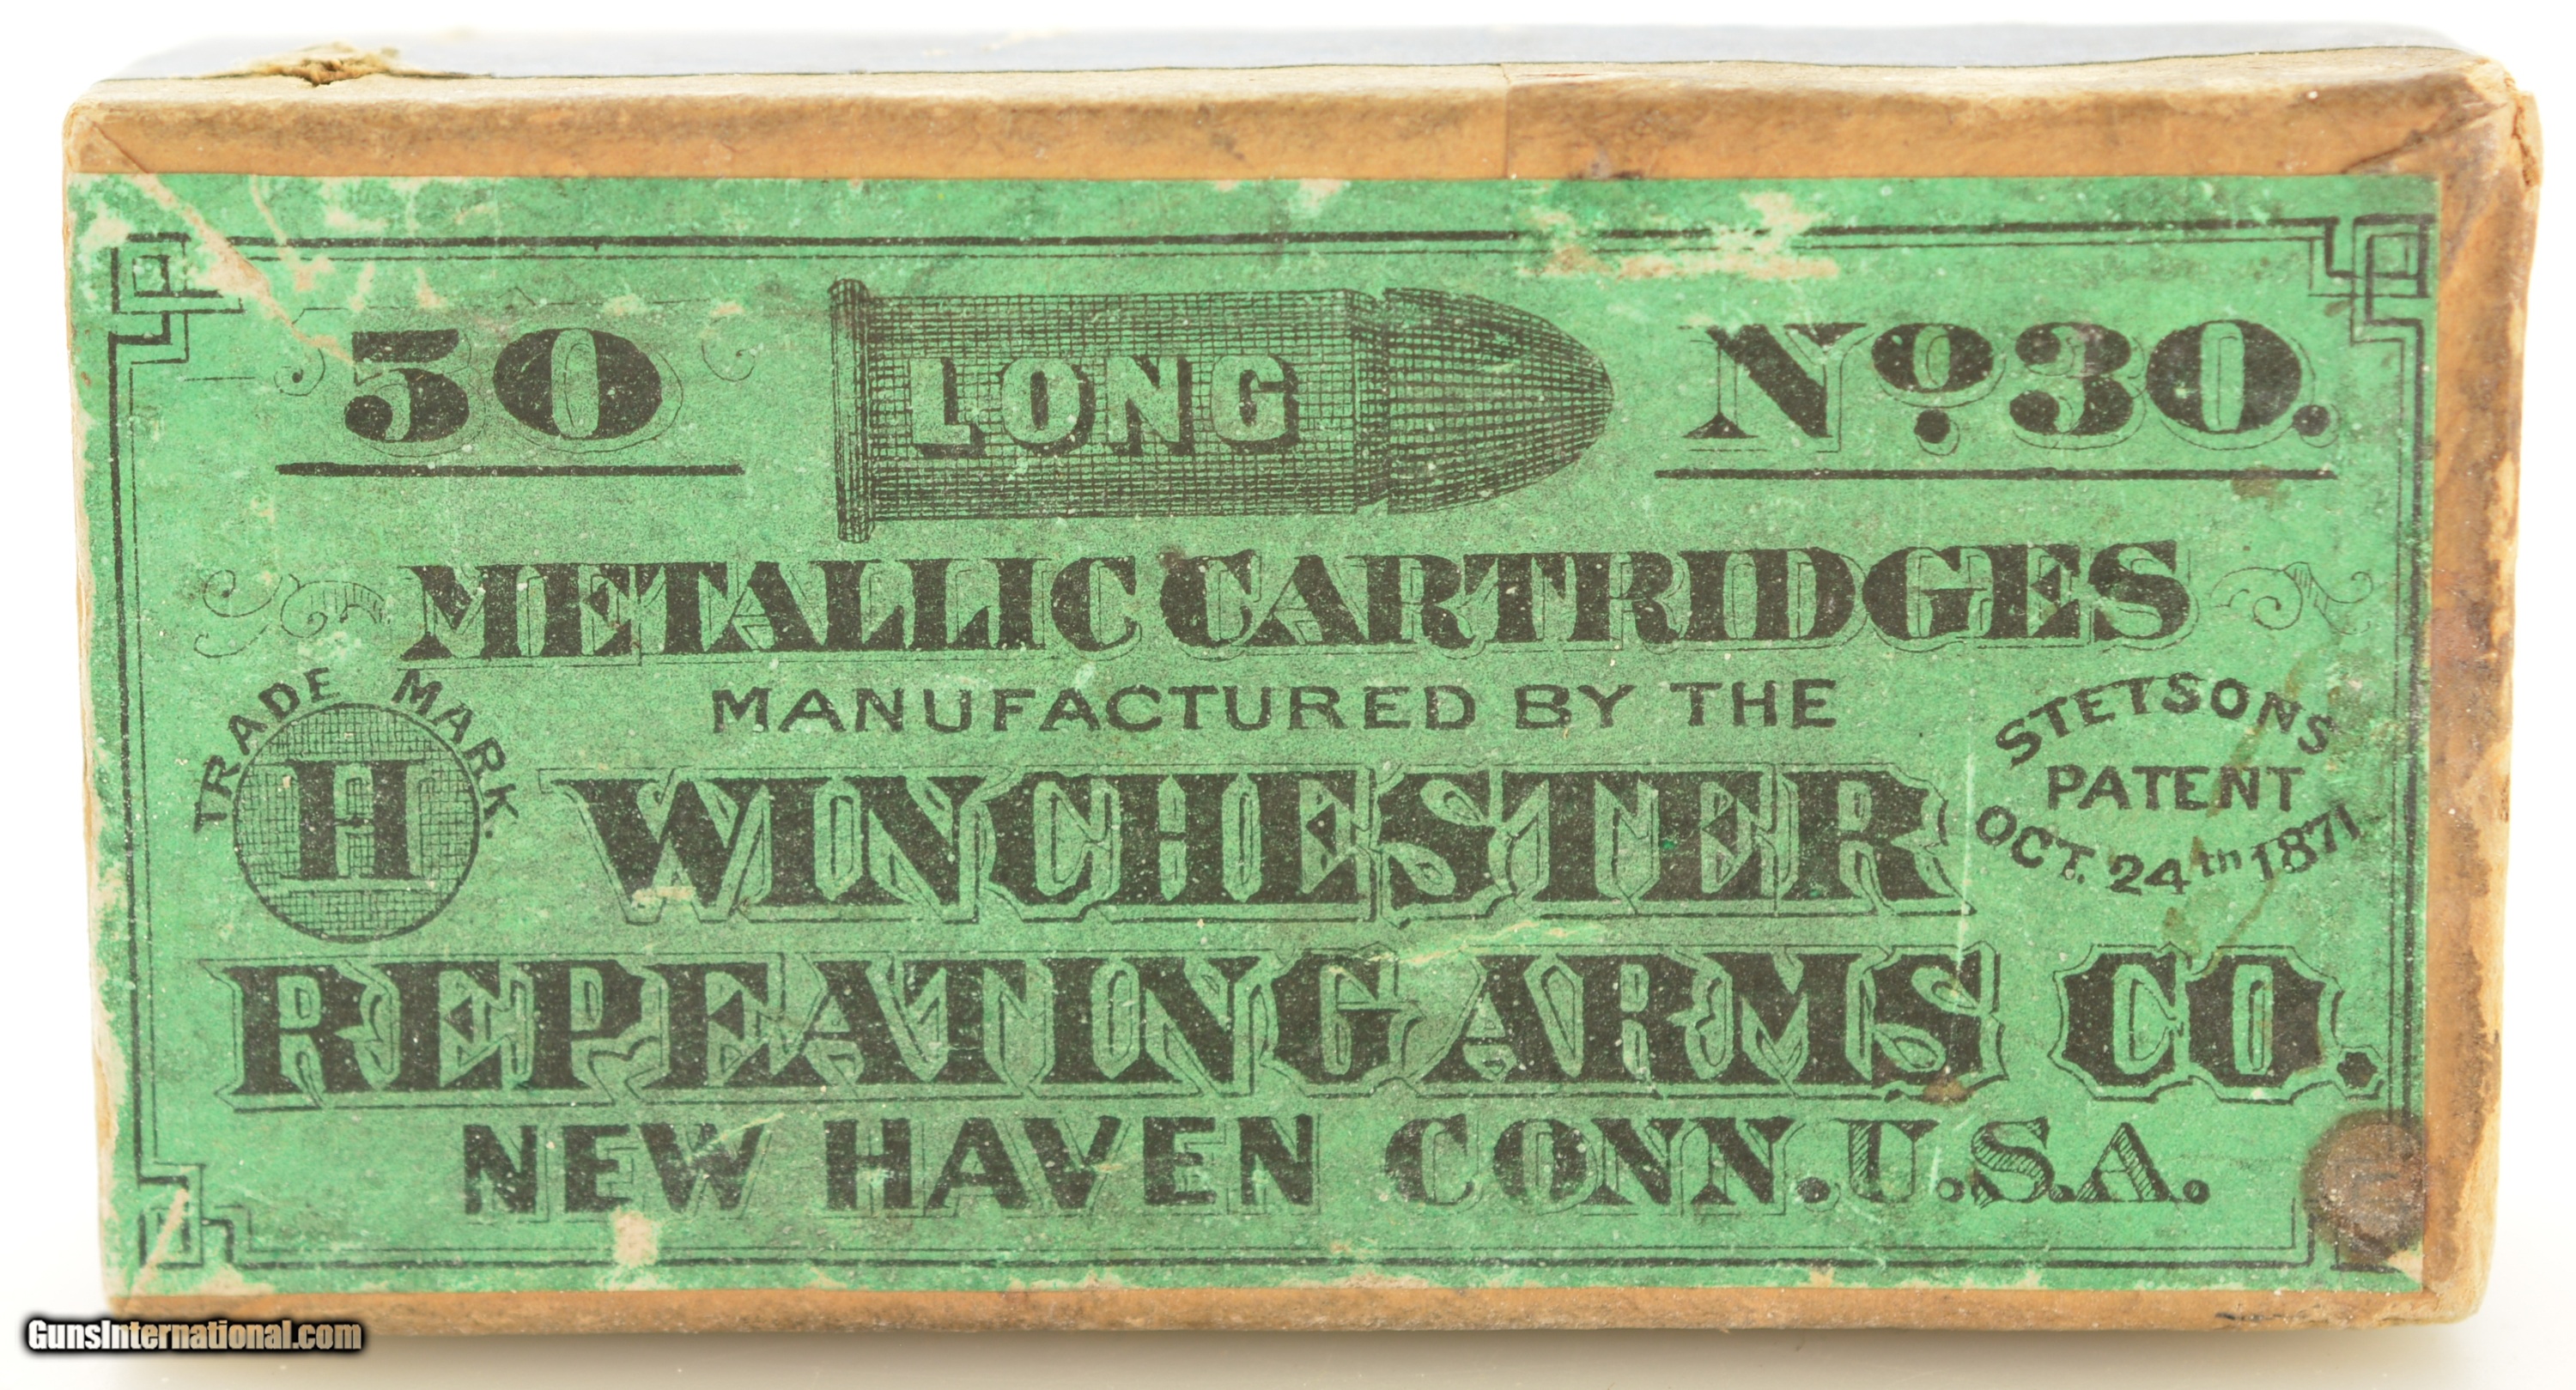 50 LONG Nº 30.
METALLIC CARTRIDGES
MANUFACTURED BY THE
TRADE MARK.
H
WINCHESTER
STETSONS
PATENT
OCT. 24th 1871
REPEATING ARMS CO.
NEW HAVEN CONN. U.S.A.
GunsInternational.com